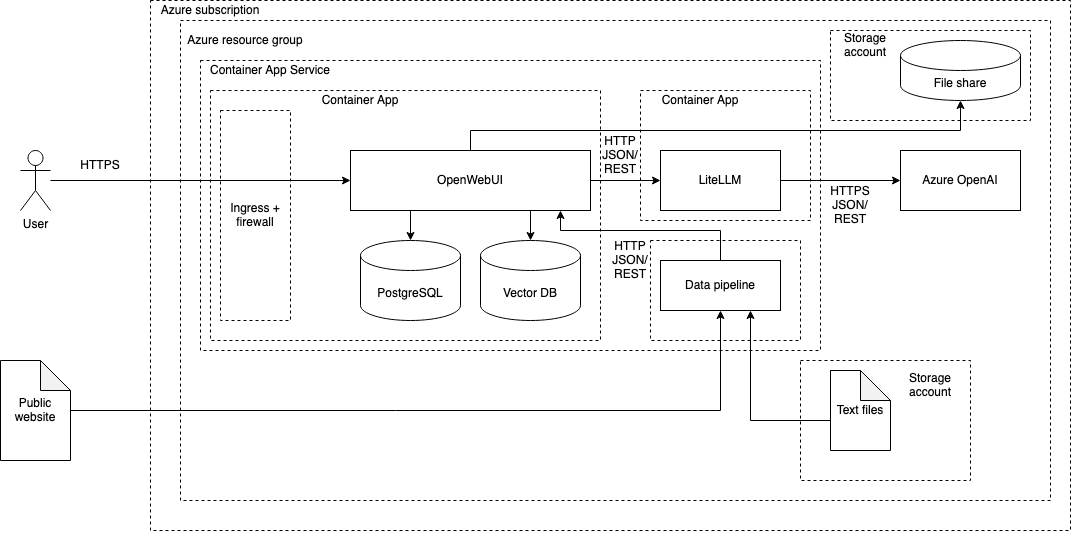 Azure subscription
Azure resource group
Storage
account
File share
Container App Service
Container App
Container App
HTTPS
User
Ingress +
firewall
OpenWebUI
HTTP
JSON/
REST
LiteLLM
HTTPS
JSON/
REST
Azure OpenAI
PostgreSQL
Vector DB
HTTP
JSON/
REST
Data pipeline
Public
website
Text files
Storage
account